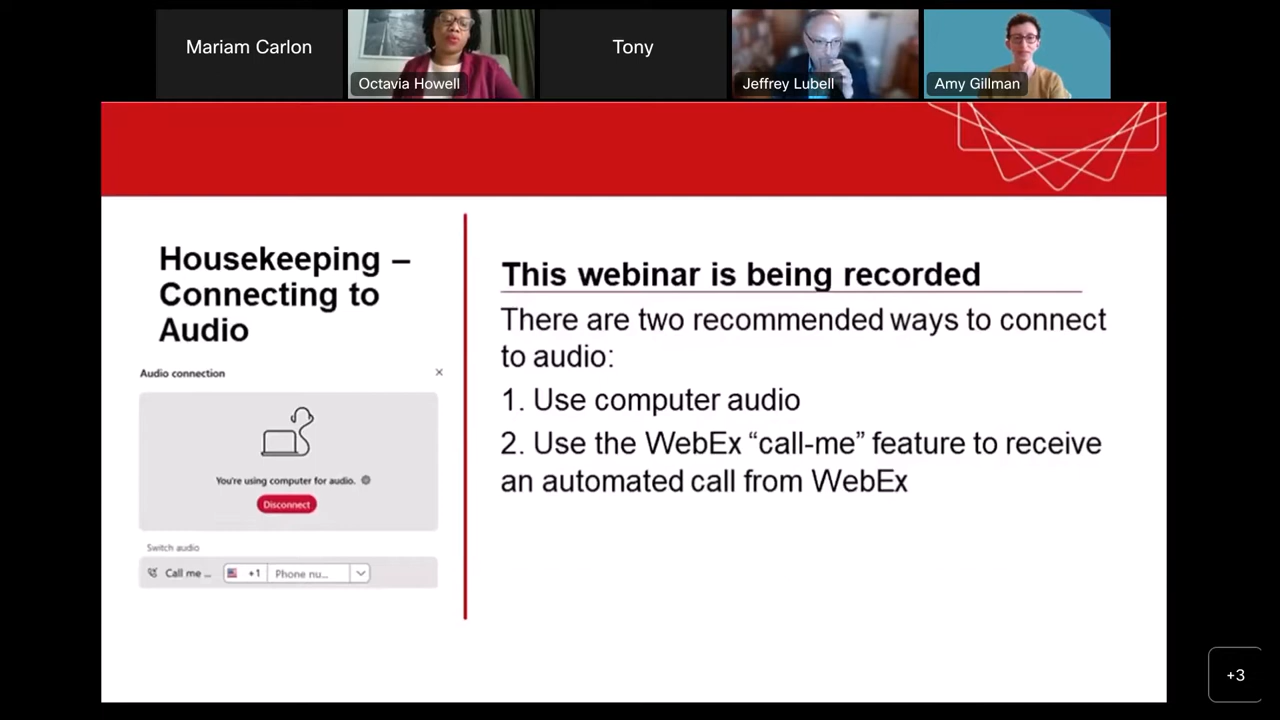 Mariam Carlon
Octavia Howell
Tony
Jeffrey Lubell
Amy Gillman
Housekeeping –
Connecting to
Audio
Audio connection
You're using computer for audio.
Disconnect
Switch audio
Call me ...
+1
Phone nu...
This webinar is being recorded
There are two recommended ways to connect
to audio:
1. Use computer audio
2. Use the WebEx “call-me” feature to receive
an automated call from WebEx
+3